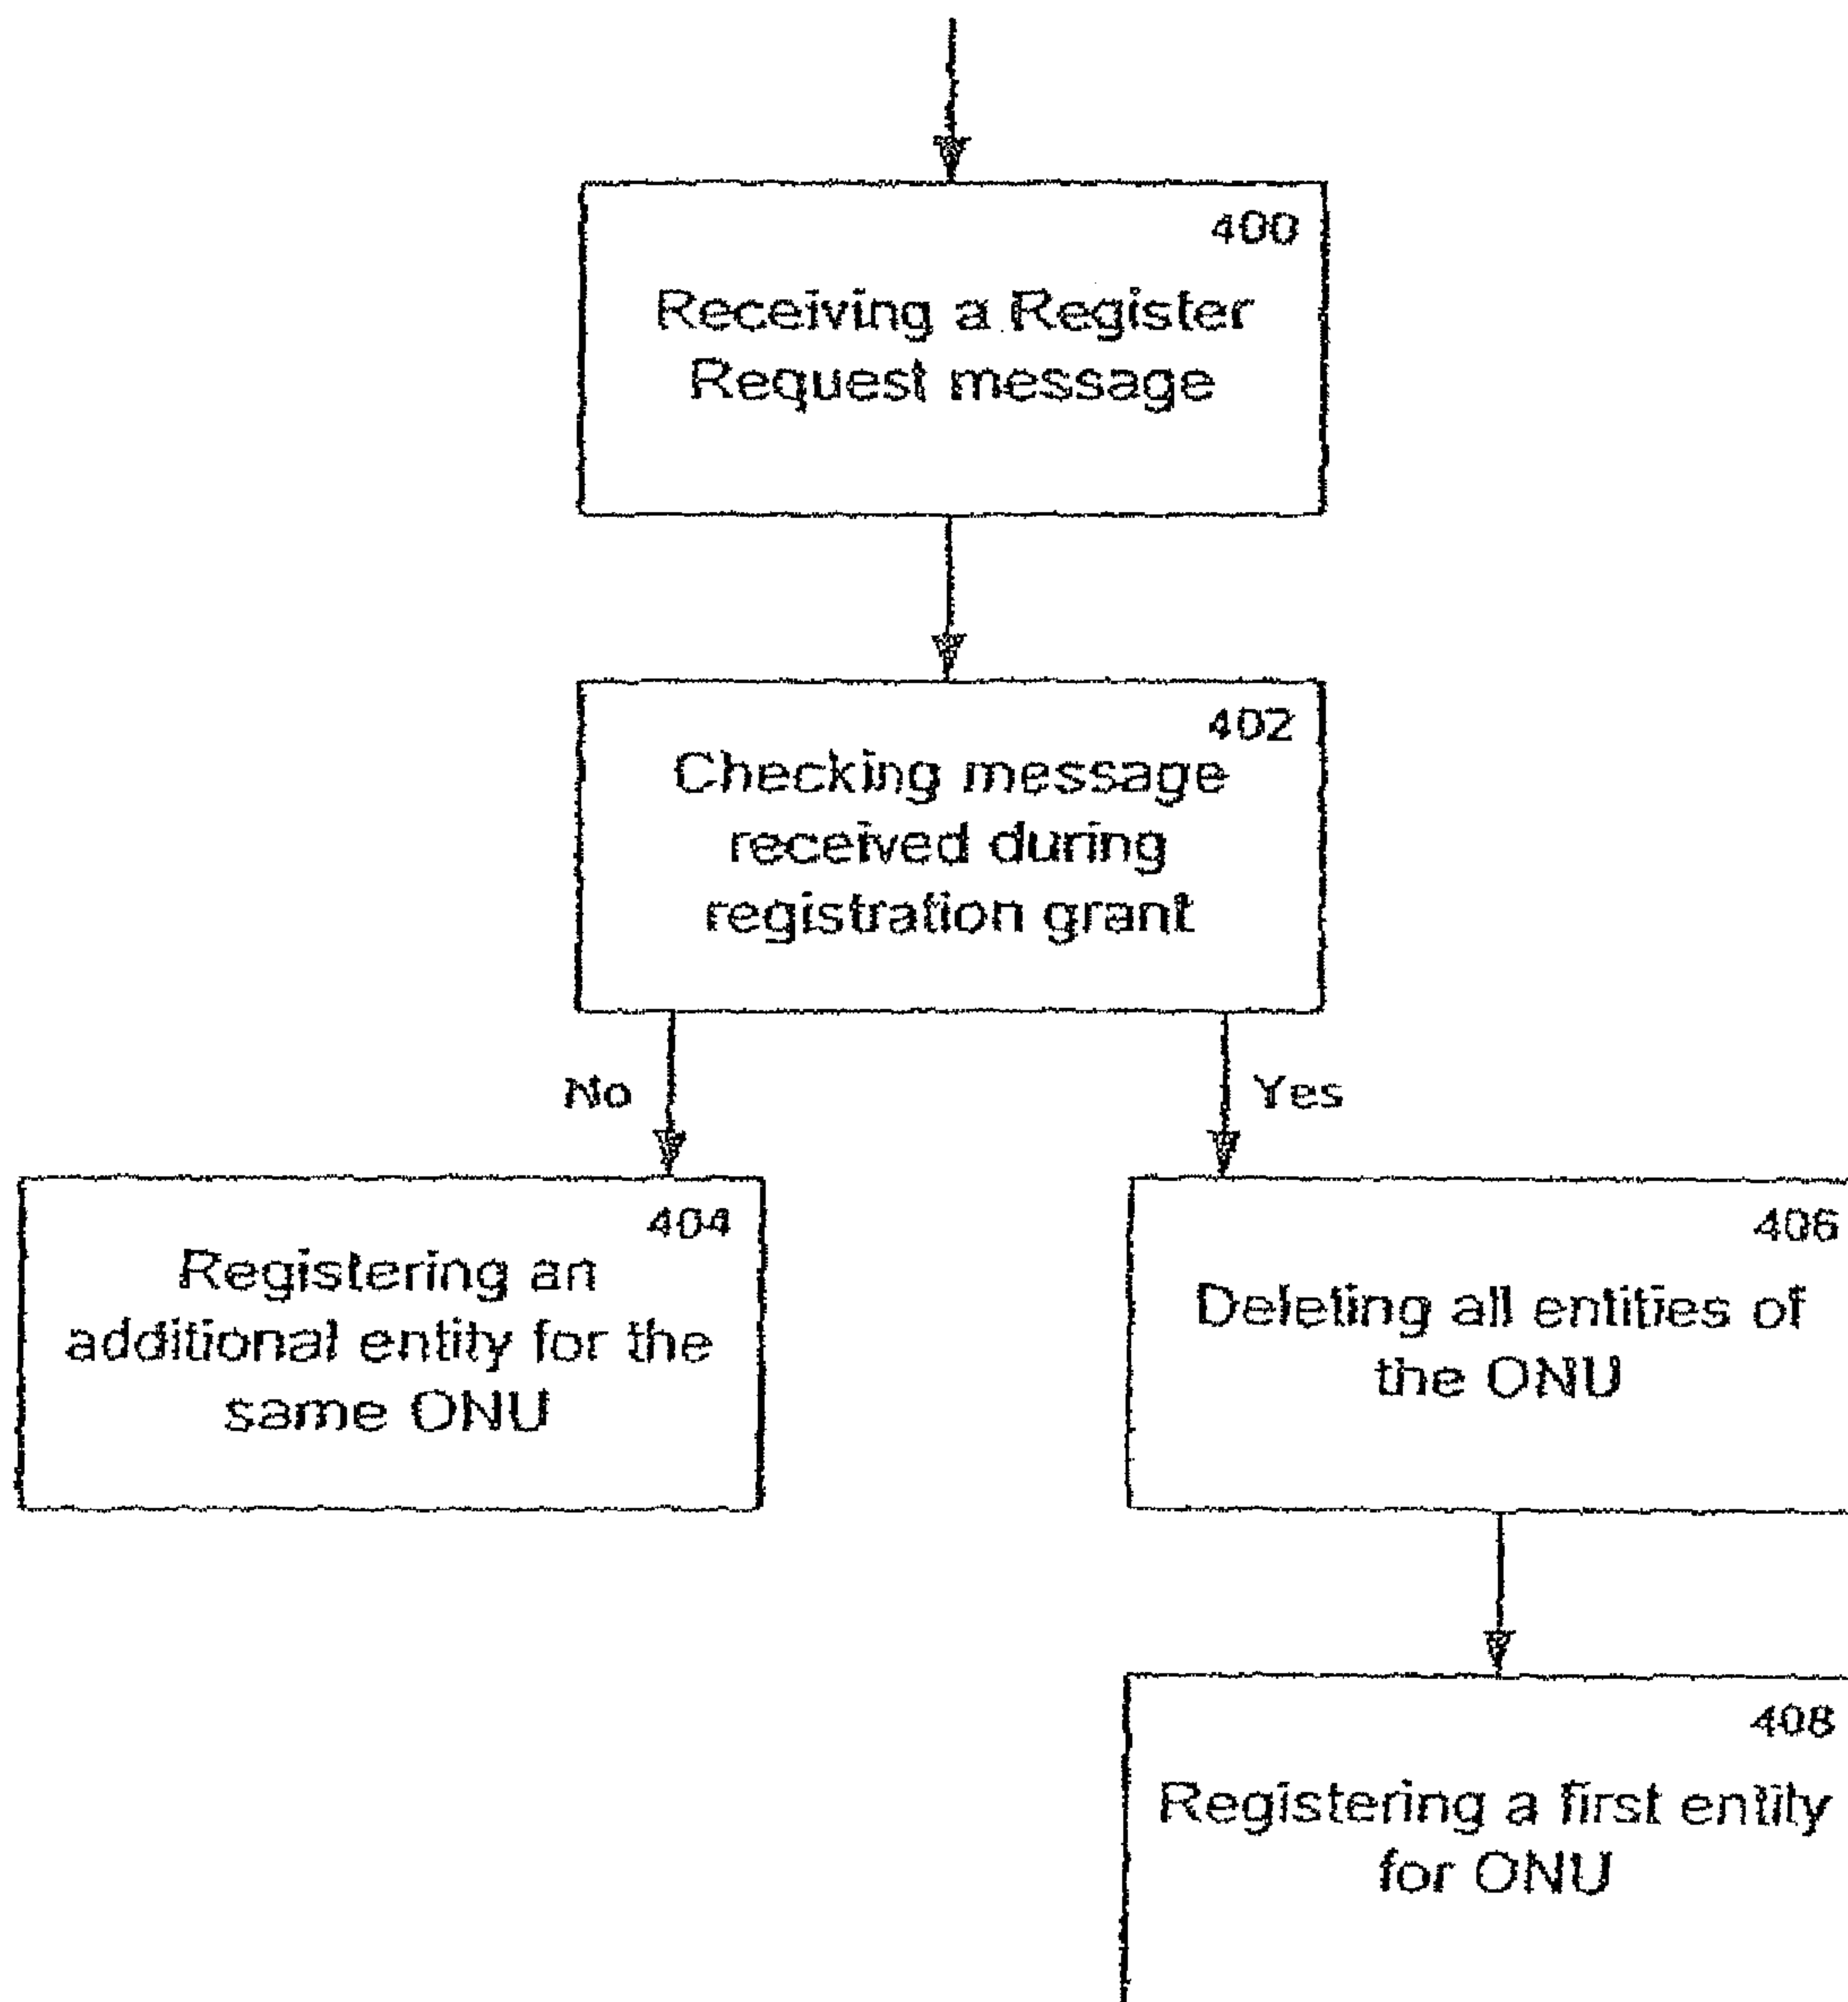 400
Receiving a Register
Request message
402
Checking message
received during
registration grant
No
Yes
404
Registering an
additional entity for the
same ONU
406
Deleting all entities of
the ONU
408
Registering a first entity
for ONU